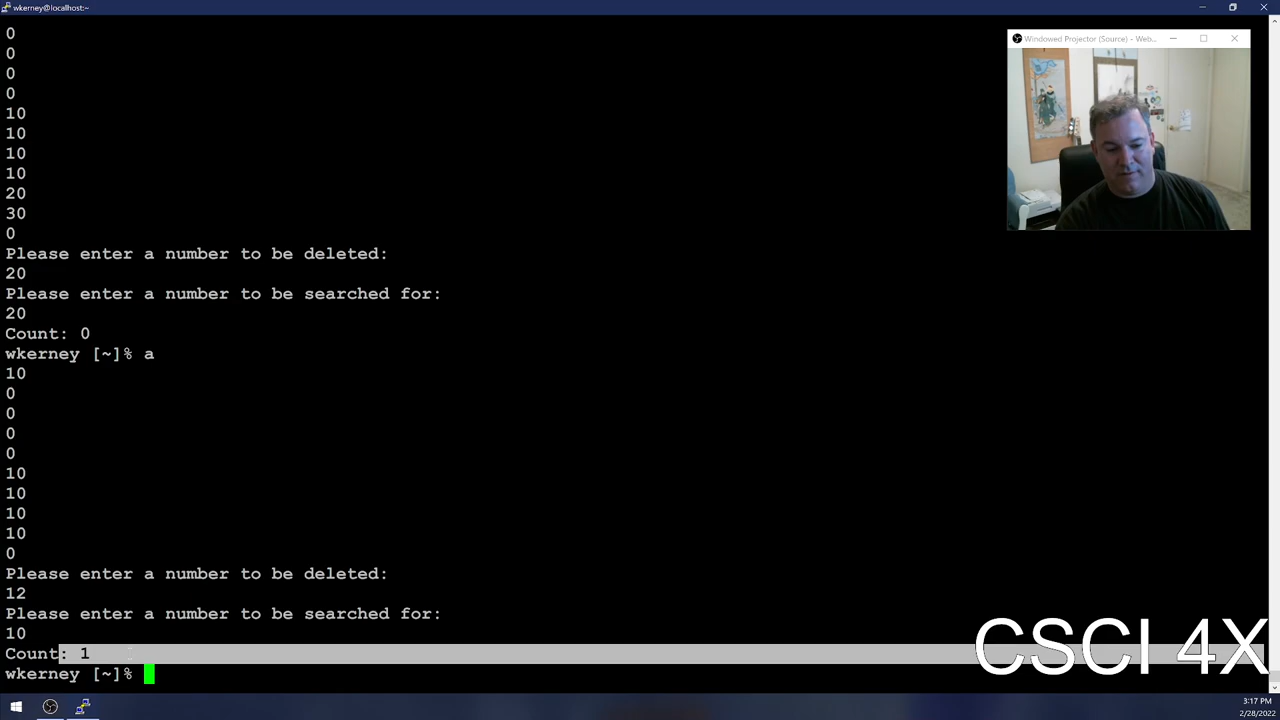 wkerney@localhost:~
Windowed Projector (Source) - Web...
0
0
0
0
10
10
10
10
20
30
0
Please enter a number to be deleted:
20
Please enter a number to be searched for:
20
Count: 0
wkerney [~]% a
10
0
0
0
0
10
10
10
10
0
Please enter a number to be deleted:
12
Please enter a number to be searched for:
10
Count: 1
wkerney [~]%
CSCI 4X
3:17 PM
2/28/2022